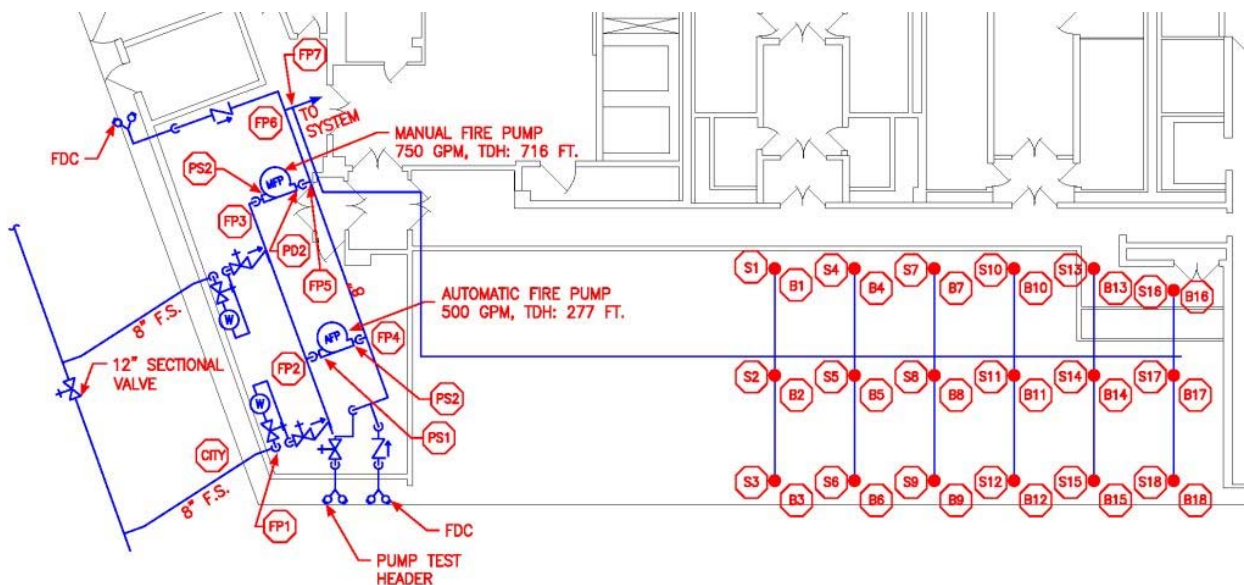 FP7
TO
SYSTEM
FP6
FDC
MANUAL FIRE PUMP
750 GPM, TDH: 716 FT.
PS2
MFP
FP3
PD2
FP5
8"
8" F.S.
W
AUTOMATIC FIRE PUMP
500 GPM, TDH: 277 FT.
AFP
FP4
FP2
12" SECTIONAL
VALVE
PS2
PS1
W
CITY
8" F.S.
FP1
PUMP TEST
HEADER
FDC
S1 B1 S4 B4 S7 B7 S10 B10 S13 B13 S16 B16
S2 B2 S5 B5 S8 B8 S11 B11 S14 B14 S17 B17
S3 B3 S6 B6 S9 B9 S12 B12 S15 B15 S18 B18